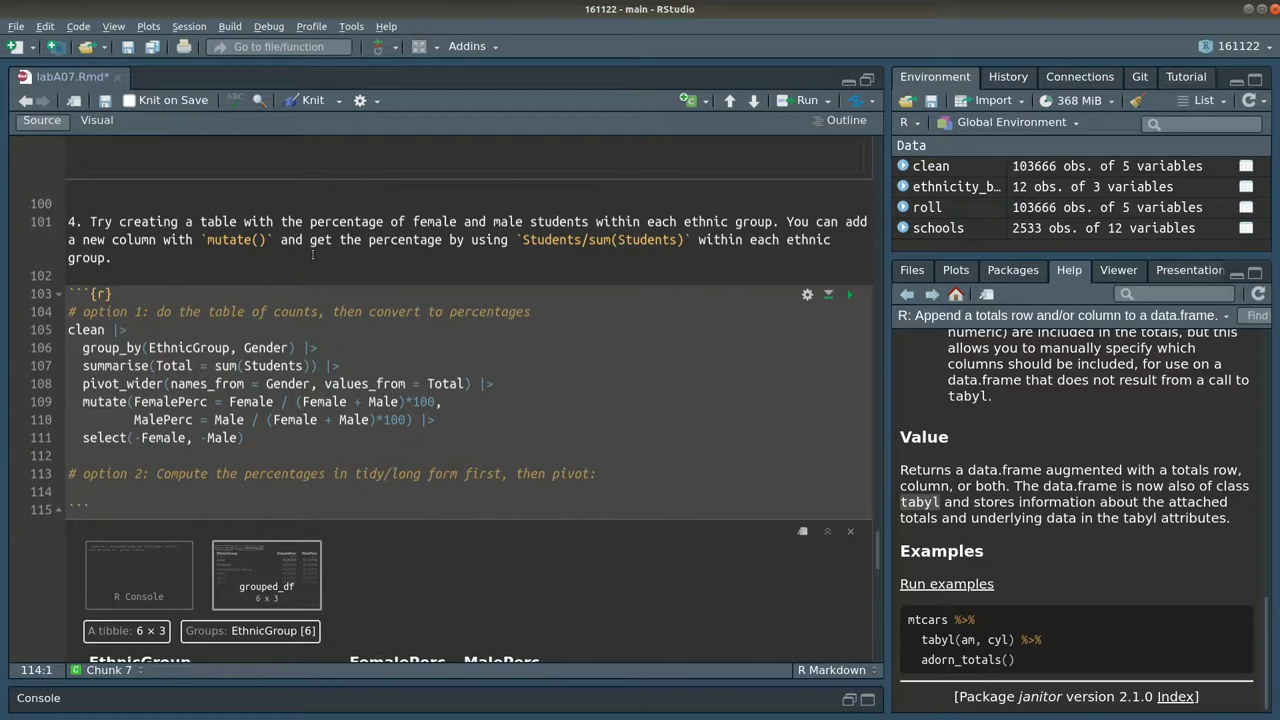 161122 - main - RStudio
File Edit Code View Plots Session Build Debug Profile Tools Help
Go to file/function Addins 161122
labA07.Rmd*
Knit on Save Knit Run
Source Visual Outline
100
101 4. Try creating a table with the percentage of female and male students within each ethnic group. You can add
a new column with `mutate()` and get the percentage by using `Students/sum(Students)` within each ethnic
group.
102
103 ```{r}
104 # option 1: do the table of counts, then convert to percentages
105 clean |>
106 group_by(EthnicGroup, Gender) |>
107 summarise(Total = sum(Students)) |>
108 pivot_wider(names_from = Gender, values_from = Total) |>
109 mutate(FemalePerc = Female / (Female + Male)*100,
110 MalePerc = Male / (Female + Male)*100) |>
111 select(-Female, -Male)
112
113 # option 2: Compute the percentages in tidy/long form first, then pivot:
114
115 ```
R Console
grouped_df
6 x 3
A tibble: 6 × 3 Groups: EthnicGroup [6]
EthnicGroup FemalePerc MalePerc
114:1 Chunk 7 R Markdown
Console
Environment History Connections Git Tutorial
Import 368 MiB List
R Global Environment
Data
clean 103666 obs. of 5 variables
ethnicity_b… 12 obs. of 3 variables
roll 103666 obs. of 5 variables
schools 2533 obs. of 12 variables
Files Plots Packages Help Viewer Presentation
R: Append a totals row and/or column to a data.frame. Find
numeric) are included in the totals, but this
allows you to manually specify which
columns should be included, for use on a
data.frame that does not result from a call to
tabyl.
Value
Returns a data.frame augmented with a totals row,
column, or both. The data.frame is now also of class
tabyl and stores information about the attached
totals and underlying data in the tabyl attributes.
Examples
Run examples
mtcars %>%
tabyl(am, cyl) %>%
adorn_totals()
[Package janitor version 2.1.0 Index]